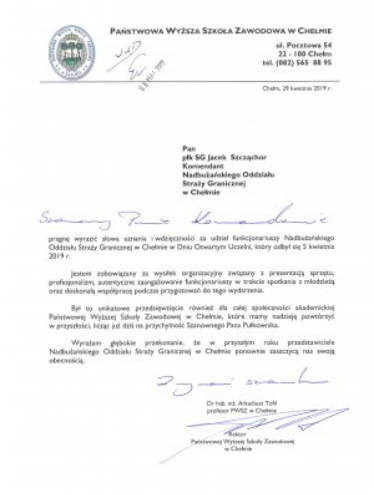 PAŃSTWOWA WYŻSZA SZKOŁA ZAWODOWA W CHEŁMIE
ul. Pocztowa 54
22 - 100 Chełm
tel. (082) 565 88 95
Chełm, 29 kwietnia 2019 r.
Pan
płk SG Jacek Szcząchor
Komendant
Nadbużańskiego Oddziału
Straży Granicznej
w Chełmie
Szanowny Panie Komendancie
pragnę wyrazić słowa uznania i wdzięczności za udział funkcjonariuszy Nadbużańskiego
Oddziału Straży Granicznej w Chełmie w Dniu Otwartym Uczelni, który odbył się 5 kwietnia
2019 r.
Jestem zobowiązany za wysiłek organizacyjny związany z prezentacją sprzętu,
profesjonalizm, autentyczne zaangażowanie funkcjonariuszy w trakcie spotkania z młodzieżą
oraz doskonałą współpracę podczas przygotowań do tego wydarzenia.
Był to unikatowe przedsięwzięcie również dla całej społeczności akademickiej
Państwowej Wyższej Szkoły Zawodowej w Chełmie, które mamy nadzieję powtórzyć
w przyszłości, licząc już dziś na przychylność Szanownego Pana Pułkownika.
Wyrażam głębokie przekonanie, że w przyszłym roku przedstawiciele
Nadbużańskiego Oddziału Straży Granicznej w Chełmie ponownie zaszczycą nas swoją
obecnością.
Dr hab. inż. Arkadiusz Tofil
profesor PWSZ w Chełmie
Rektor
Państwowej Wyższej Szkoły Zawodowej
w Chełmie